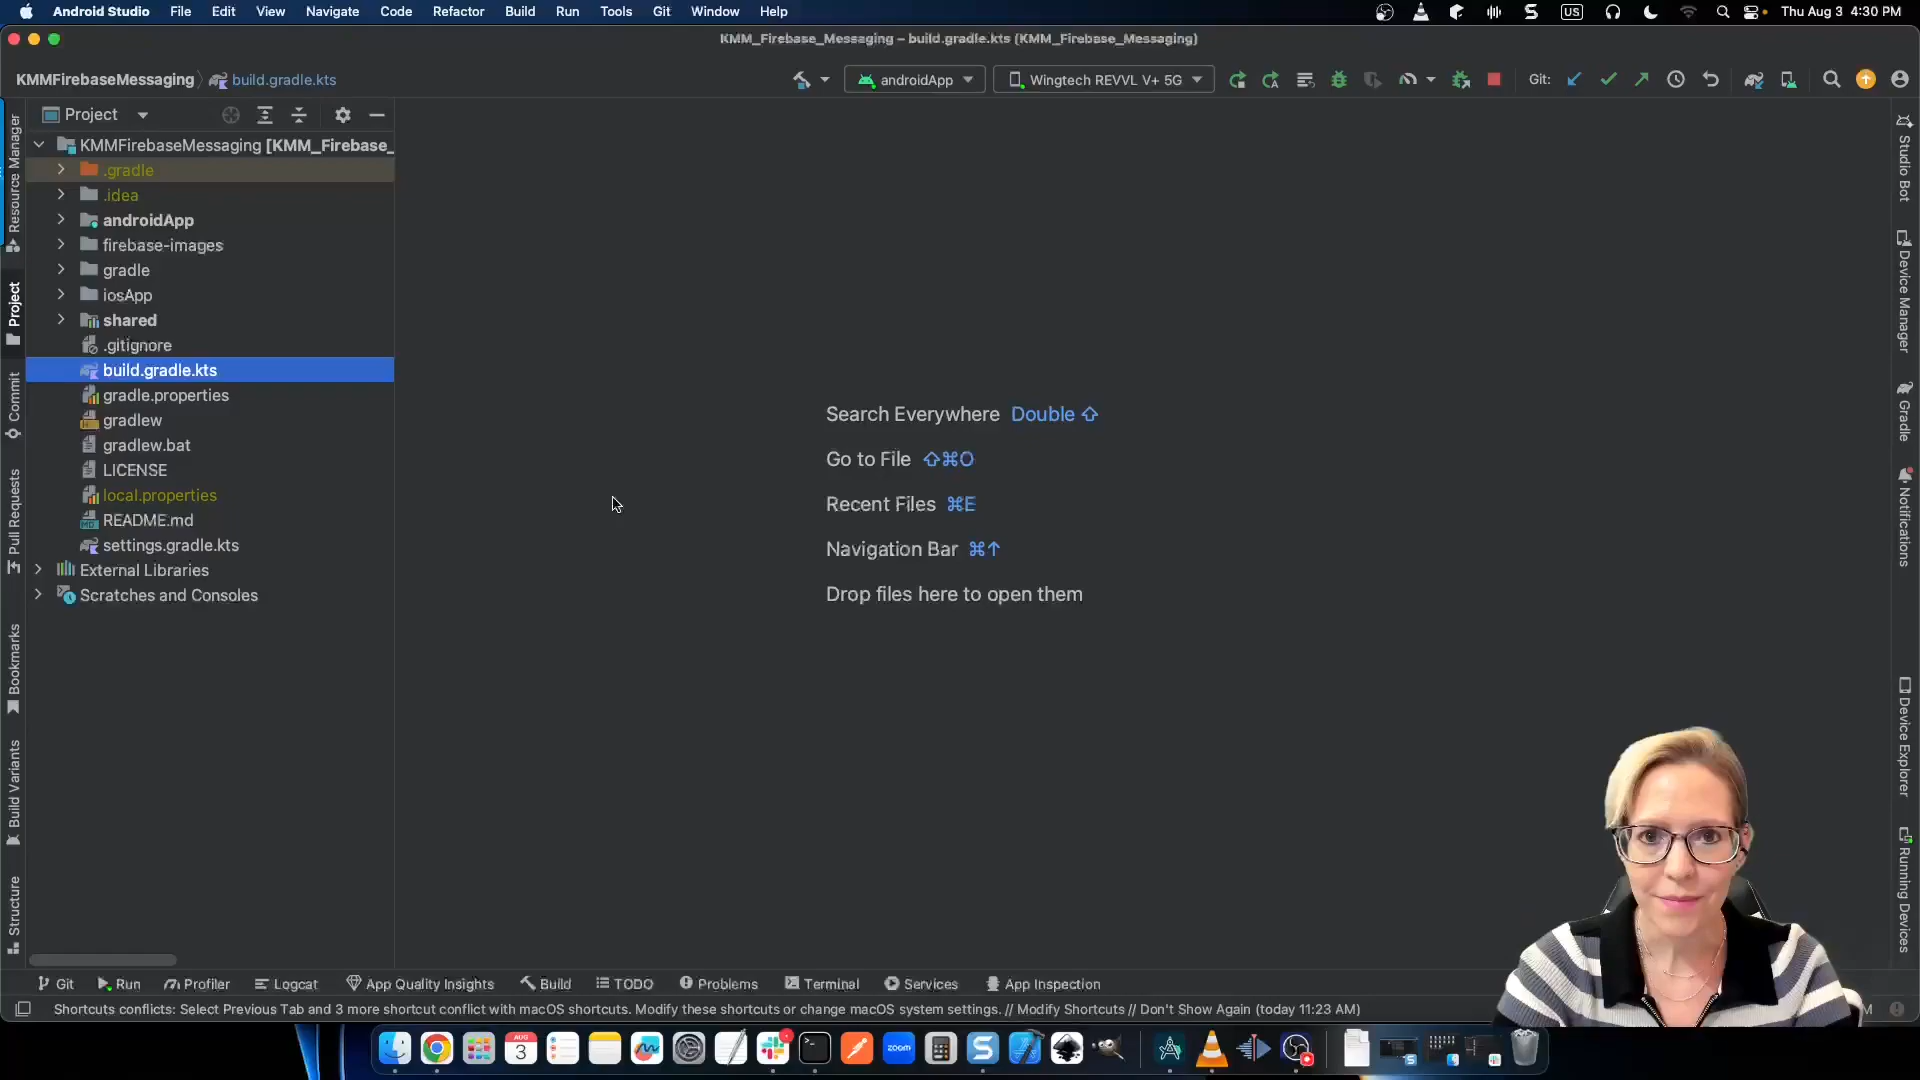 Android Studio File Edit View Navigate Code Refactor Build Run Tools Git Window Help US Thu Aug 3 4:30 PM
KMM_Firebase_Messaging – build.gradle.kts (KMM_Firebase_Messaging)
KMMFirebaseMessaging build.gradle.kts androidApp Wingtech REVVL V+ 5G Git:
Project
KMMFirebaseMessaging [KMM_Firebase_
.gradle
.idea
androidApp
firebase-images
gradle
iosApp
shared
.gitignore
build.gradle.kts
gradle.properties
gradlew
gradlew.bat
LICENSE
local.properties
README.md
settings.gradle.kts
External Libraries
Scratches and Consoles
Resource Manager
Project
Commit
Pull Requests
Bookmarks
Build Variants
Structure
Search Everywhere Double ⇧
Go to File ⇧⌘O
Recent Files ⌘E
Navigation Bar ⌘↑
Drop files here to open them
Studio Bot
Device Manager
Gradle
Notifications
Device Explorer
Running Devices
Git Run Profiler Logcat App Quality Insights Build TODO Problems Terminal Services App Inspection
Shortcuts conflicts: Select Previous Tab and 3 more shortcut conflict with macOS shortcuts. Modify these shortcuts or change macOS system settings. // Modify Shortcuts // Don't Show Again (today 11:23 AM)
AUG
3
zoom